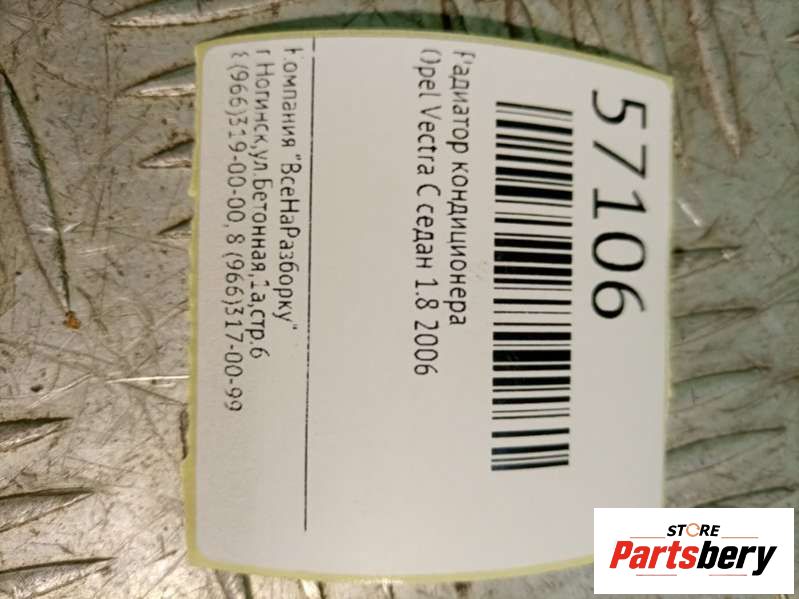 57106
Радиатор кондиционера
Opel Vectra C седан 1.8 2006
Компания "ВсеНаРазборку"
г Ногинск,ул.Бетонная,1а,стр.6
8 (966)319-00-00, 8 (966)317-00-99
STORE
Partsbery